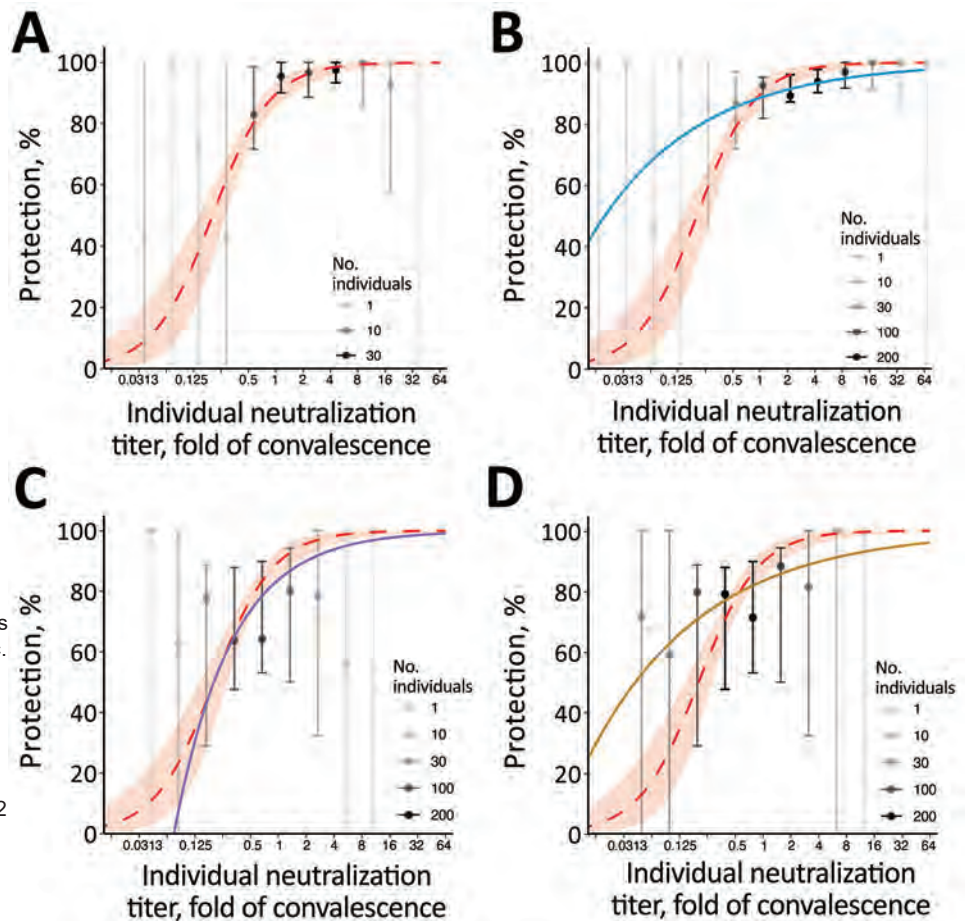 A
100
80
60
40
20
0
Protection, %
No.
individuals
1
10
30
0.0313 0.125 0.5 1 2 4 8 16 32 64
Individual neutralization
titer, fold of convalescence
B
100
80
60
40
20
0
Protection, %
No.
individuals
1
10
30
100
200
0.0313 0.125 0.5 1 2 4 8 16 32 64
Individual neutralization
titer, fold of convalescence
C
100
80
60
40
20
0
Protection, %
No.
individuals
1
10
30
100
200
0.0313 0.125 0.5 1 2 4 8 16 32 64
Individual neutralization
titer, fold of convalescence
D
100
80
60
40
20
0
Protection, %
No.
individuals
1
10
30
100
200
0.0313 0.125 0.5 1 2 4 8 16 32 64
Individual neutralization
titer, fold of convalescence
s
.
2